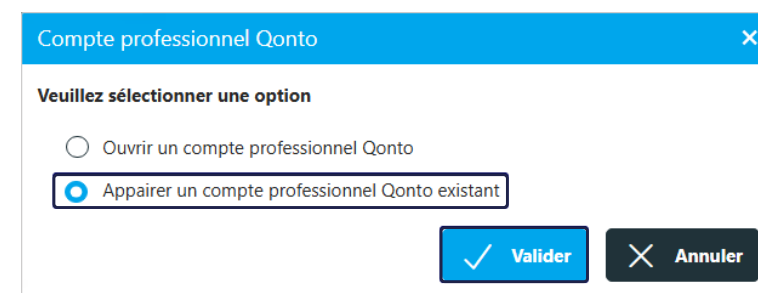 Compte professionnel Qonto
Veuillez sélectionner une option
Ouvrir un compte professionnel Qonto
Appairer un compte professionnel Qonto existant
Valider Annuler